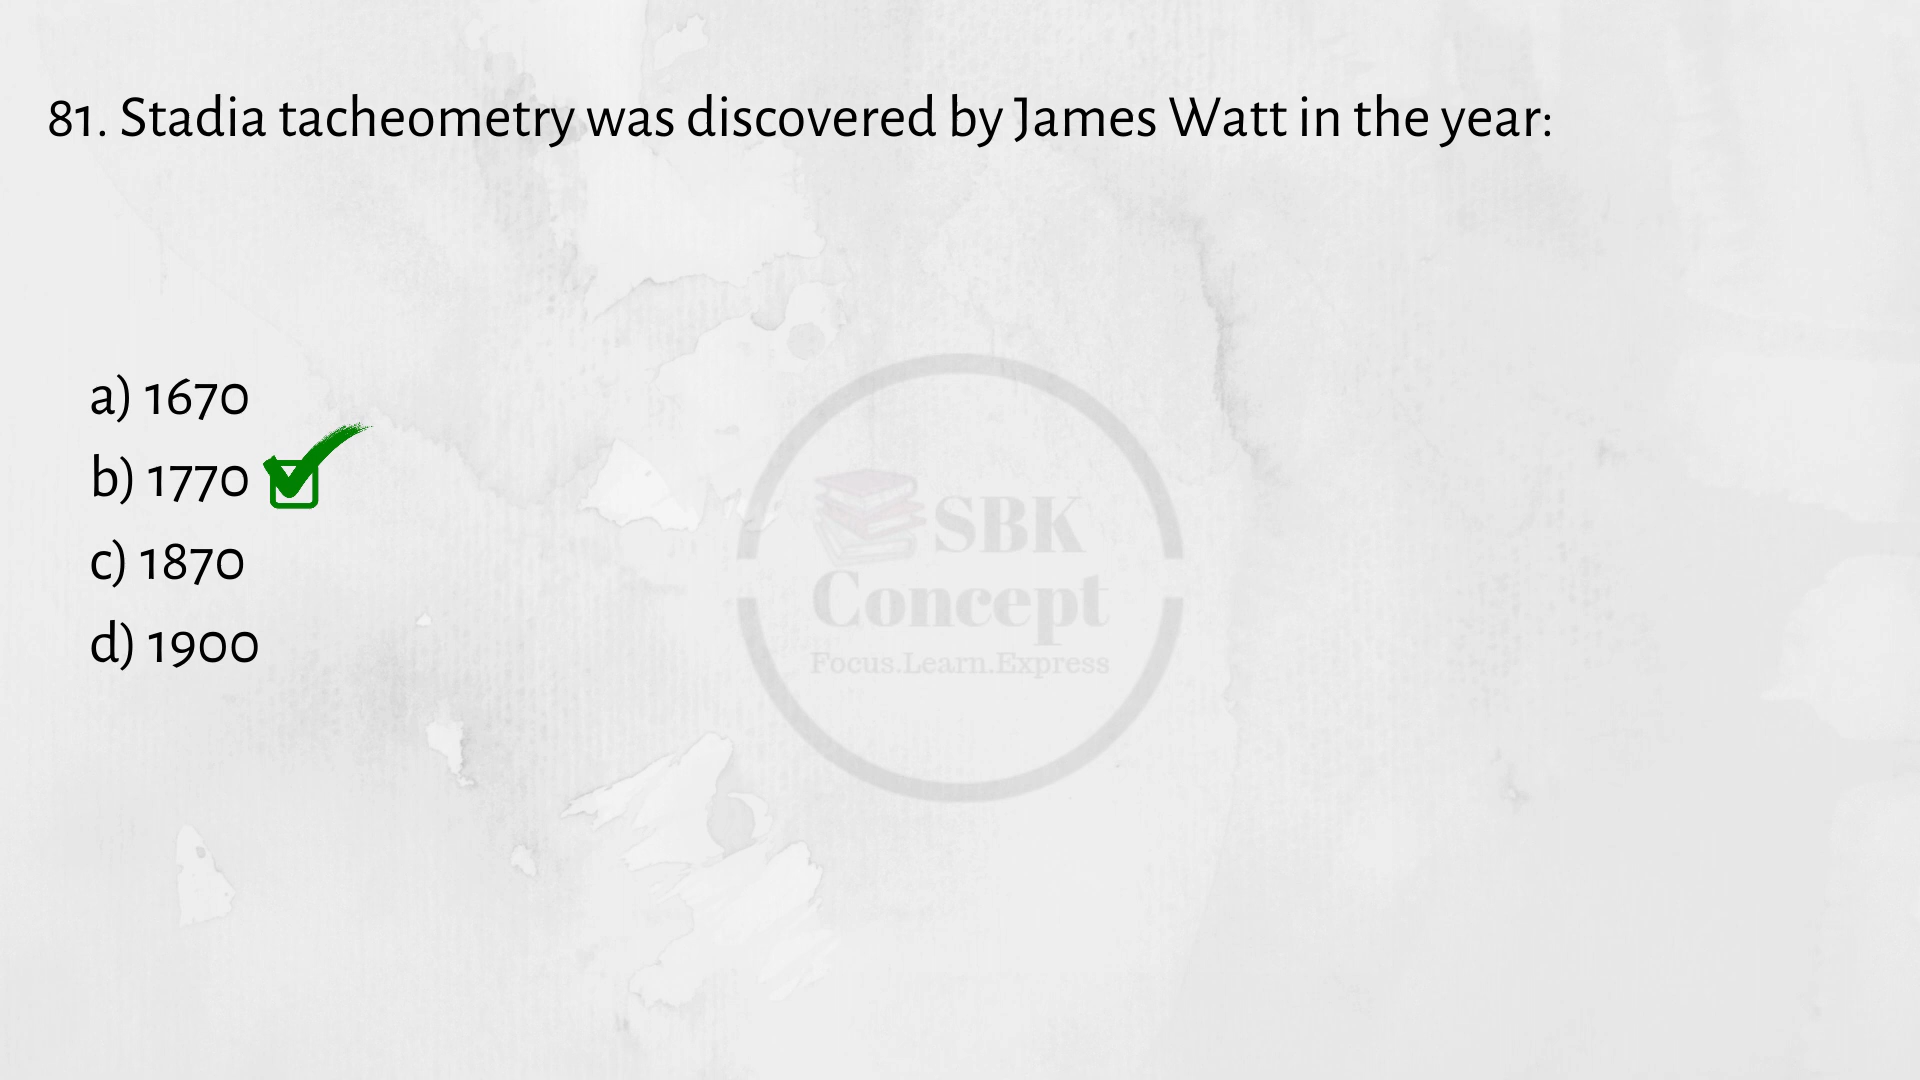 81. Stadia tacheometry was discovered by James Watt in the year:
a) 1670
b) 1770
c) 1870
d) 1900
SBK
Concept
Focus.Learn.Express